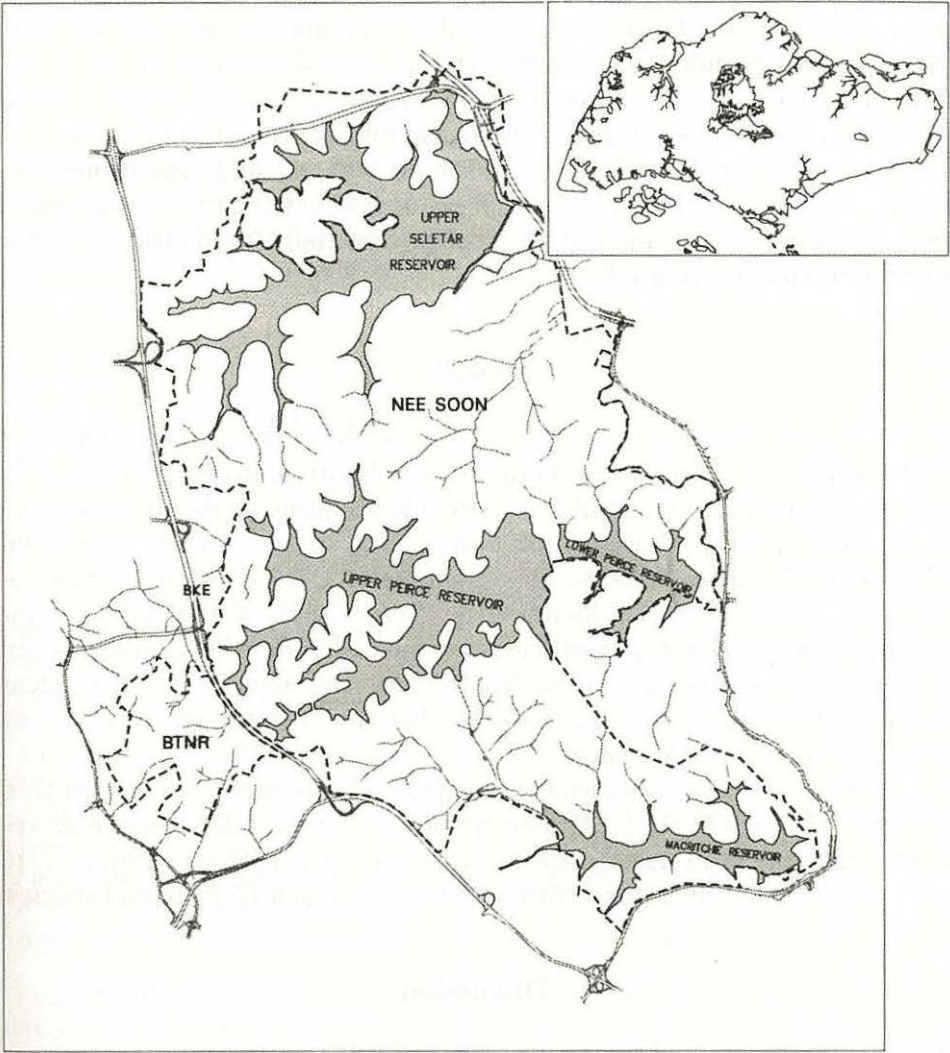 UPPER
SELETAR
RESERVOIR
NEE SOON
LOWER PEIRCE RESERVOIR
UPPER PEIRCE RESERVOIR
BKE
BTNR
MACRITCHIE RESERVOIR